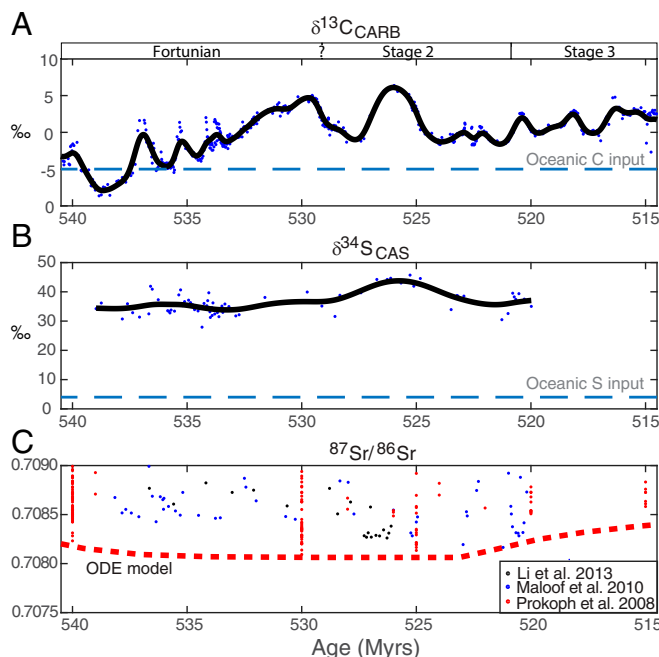 A
δ¹³C_CARB
Fortunian ? Stage 2 Stage 3
10
5
‰ 0
-5
Oceanic C input
0
540 535 530 525 520 515
B
δ³⁴S_CAS
50
40
‰ 30
20
10
Oceanic S input
0
540 535 530 525 520 515
C
⁸⁷Sr/⁸⁶Sr
0.7090
0.7085
0.7080
ODE model
Li et al. 2013
Maloof et al. 2010
Prokoph et al. 2008
0.7075
540 535 530 525 520 515
Age (Myrs)